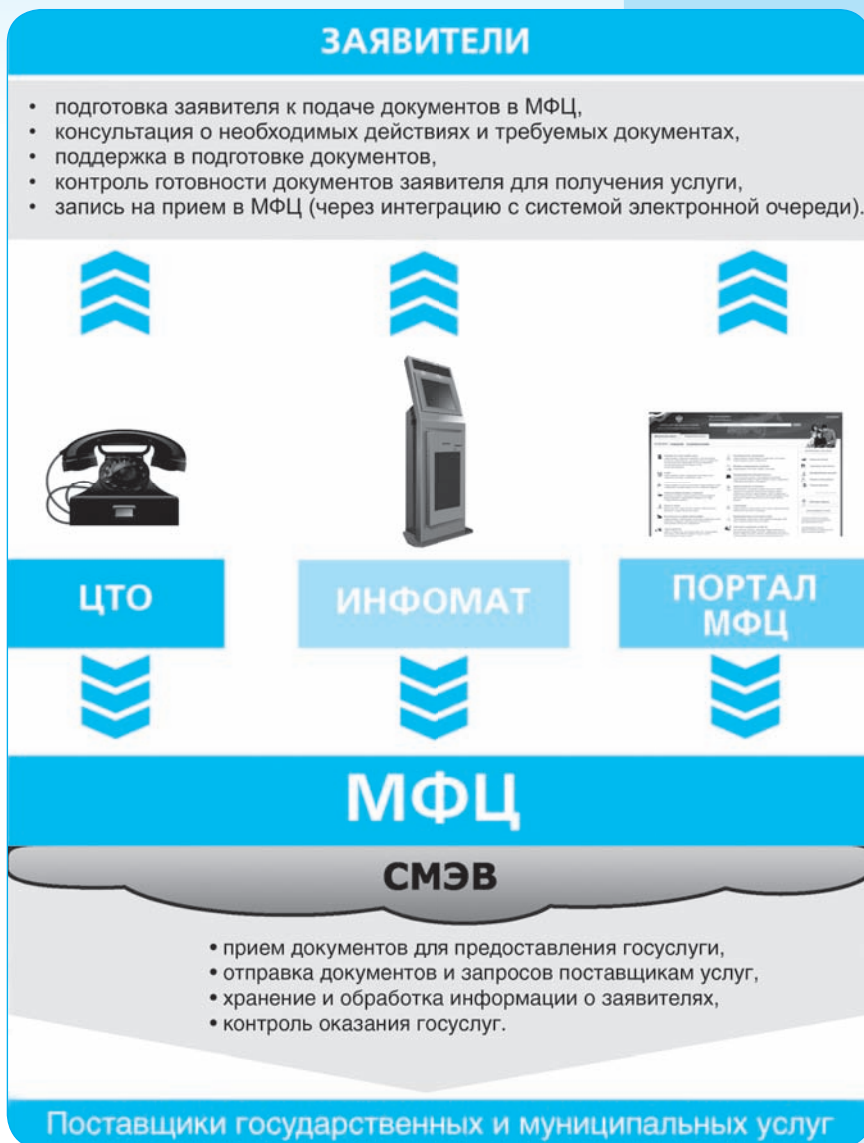 ЗАЯВИТЕЛИ
• подготовка заявителя к подаче документов в МФЦ,
• консультация о необходимых действиях и требуемых документах,
• поддержка в подготовке документов,
• контроль готовности документов заявителя для получения услуги,
• запись на прием в МФЦ (через интеграцию с системой электронной очереди).
ЦТО
ИНФОМАТ
ПОРТАЛ
МФЦ
МФЦ
СМЭВ
• прием документов для предоставления госуслуги,
• отправка документов и запросов поставщикам услуг,
• хранение и обработка информации о заявителях,
• контроль оказания госуслуг.
Поставщики государственных и муниципальных услуг